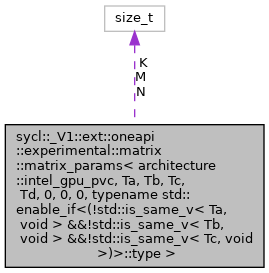 size_t
K
M
N
sycl::_V1::ext::oneapi
::experimental::matrix
::matrix_params< architecture
::intel_gpu_pvc, Ta, Tb, Tc,
Td, 0, 0, 0, typename std::
enable_if<(!std::is_same_v< Ta,
void > &&!std::is_same_v< Tb,
void > &&!std::is_same_v< Tc, void
>)>::type >